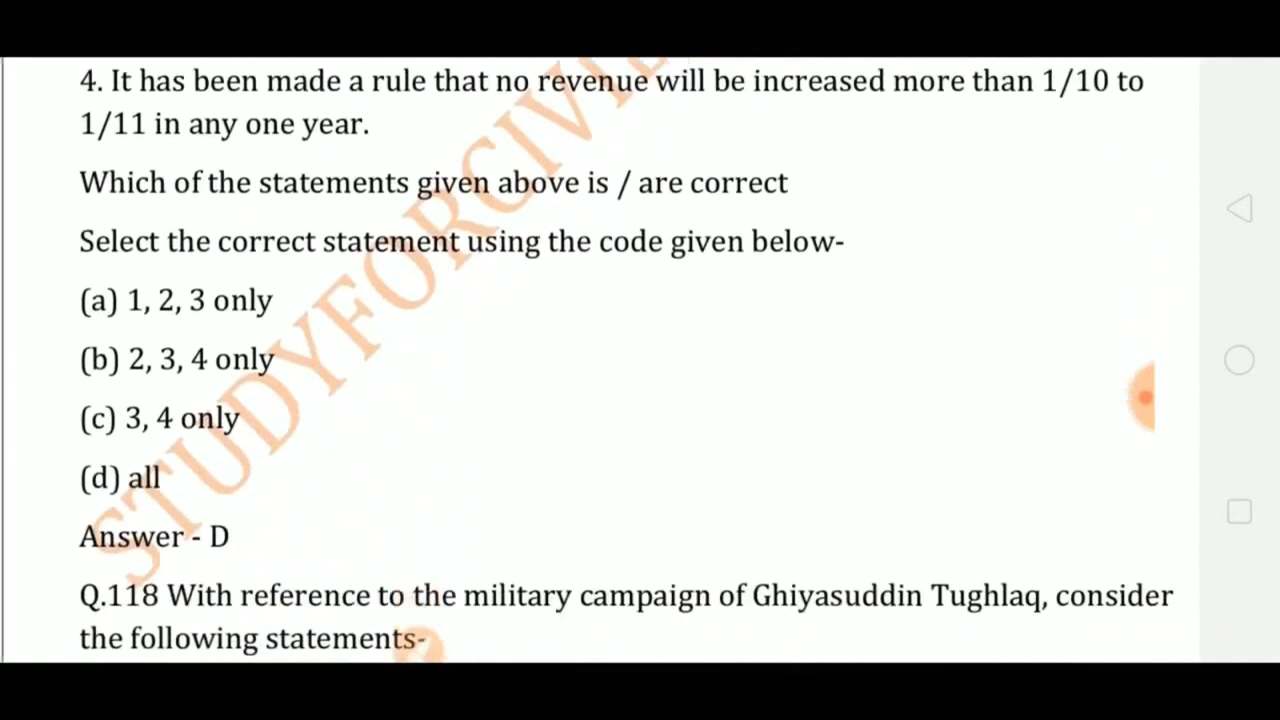 4. It has been made a rule that no revenue will be increased more than 1/10 to
1/11 in any one year.
Which of the statements given above is / are correct
Select the correct statement using the code given below-
(a) 1, 2, 3 only
(b) 2, 3, 4 only
(c) 3, 4 only
(d) all
Answer - D
Q.118 With reference to the military campaign of Ghiyasuddin Tughlaq, consider
the following statements-
STUDYFORCIVI